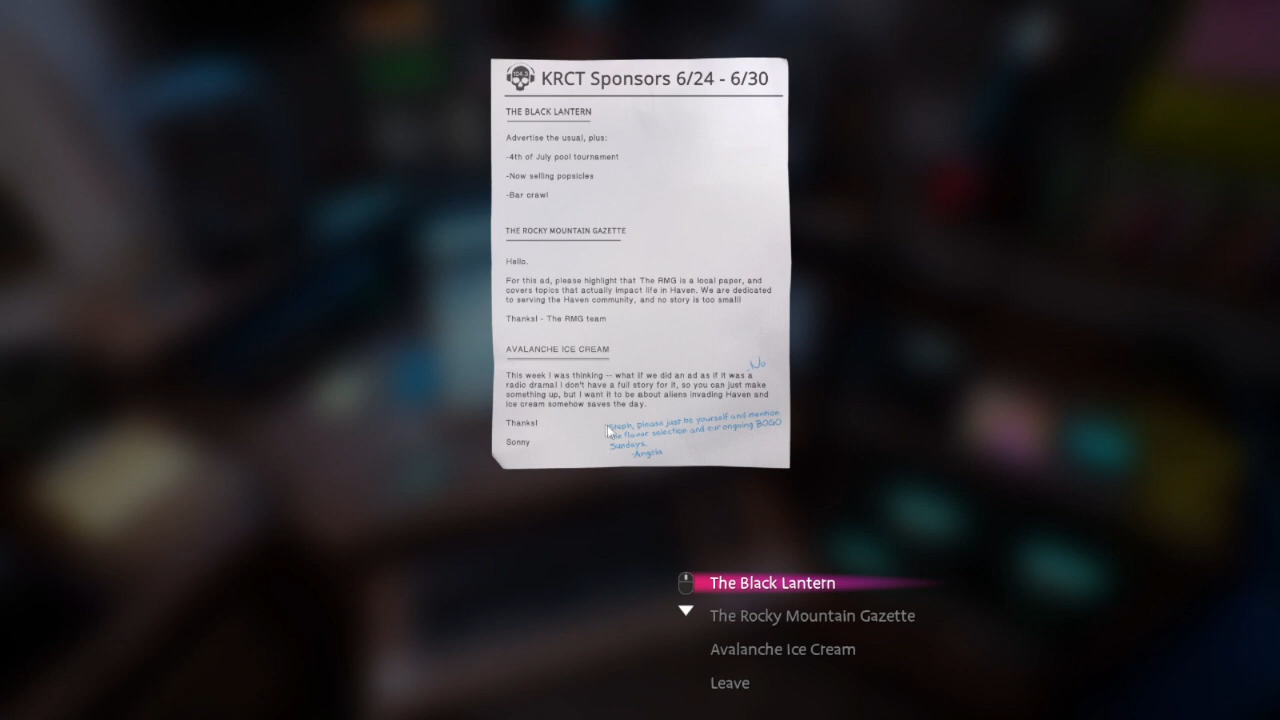 KRCT Sponsors 6/24 - 6/30
THE BLACK LANTERN
Advertise the usual, plus:
-4th of July pool tournament
-Now selling popsicles
-Bar crawl
THE ROCKY MOUNTAIN GAZETTE
Hello.
For this ad, please highlight that The RMG is a local paper, and
covers topics that actually impact life in Haven. We are dedicated
to serving the Haven community, and no story is too small!
Thanks! - The RMG team
AVALANCHE ICE CREAM
No
This week I was thinking -- what if we did an ad as if it was a
radio drama! I don't have a full story for it, so you can just make
something up, but I want it to be about aliens invading Haven and
ice cream somehow saves the day.
Thanks!
Sonny
Steph, please just be yourself and mention
the flavor selection and our ongoing BOGO
Sundays.
-Angela
The Black Lantern
The Rocky Mountain Gazette
Avalanche Ice Cream
Leave